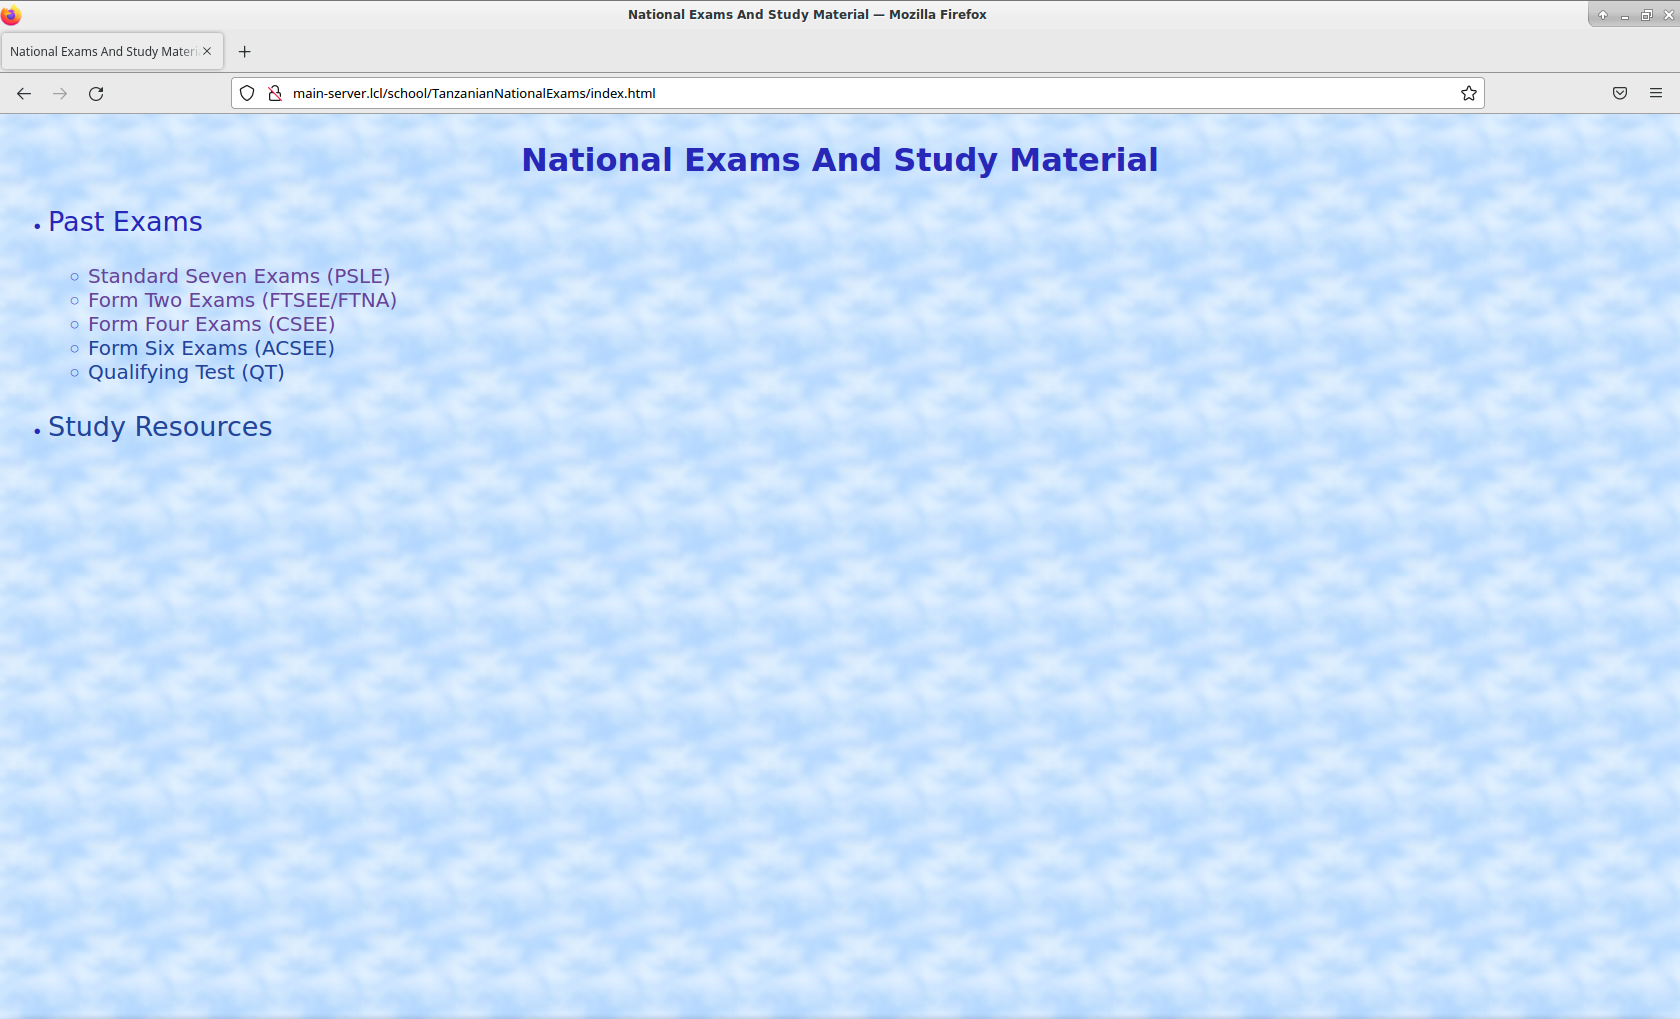 National Exams And Study Material — Mozilla Firefox
National Exams And Study Materi
main-server.lcl/school/TanzanianNationalExams/index.html
National Exams And Study Material
Past Exams
Standard Seven Exams (PSLE)
Form Two Exams (FTSEE/FTNA)
Form Four Exams (CSEE)
Form Six Exams (ACSEE)
Qualifying Test (QT)
Study Resources